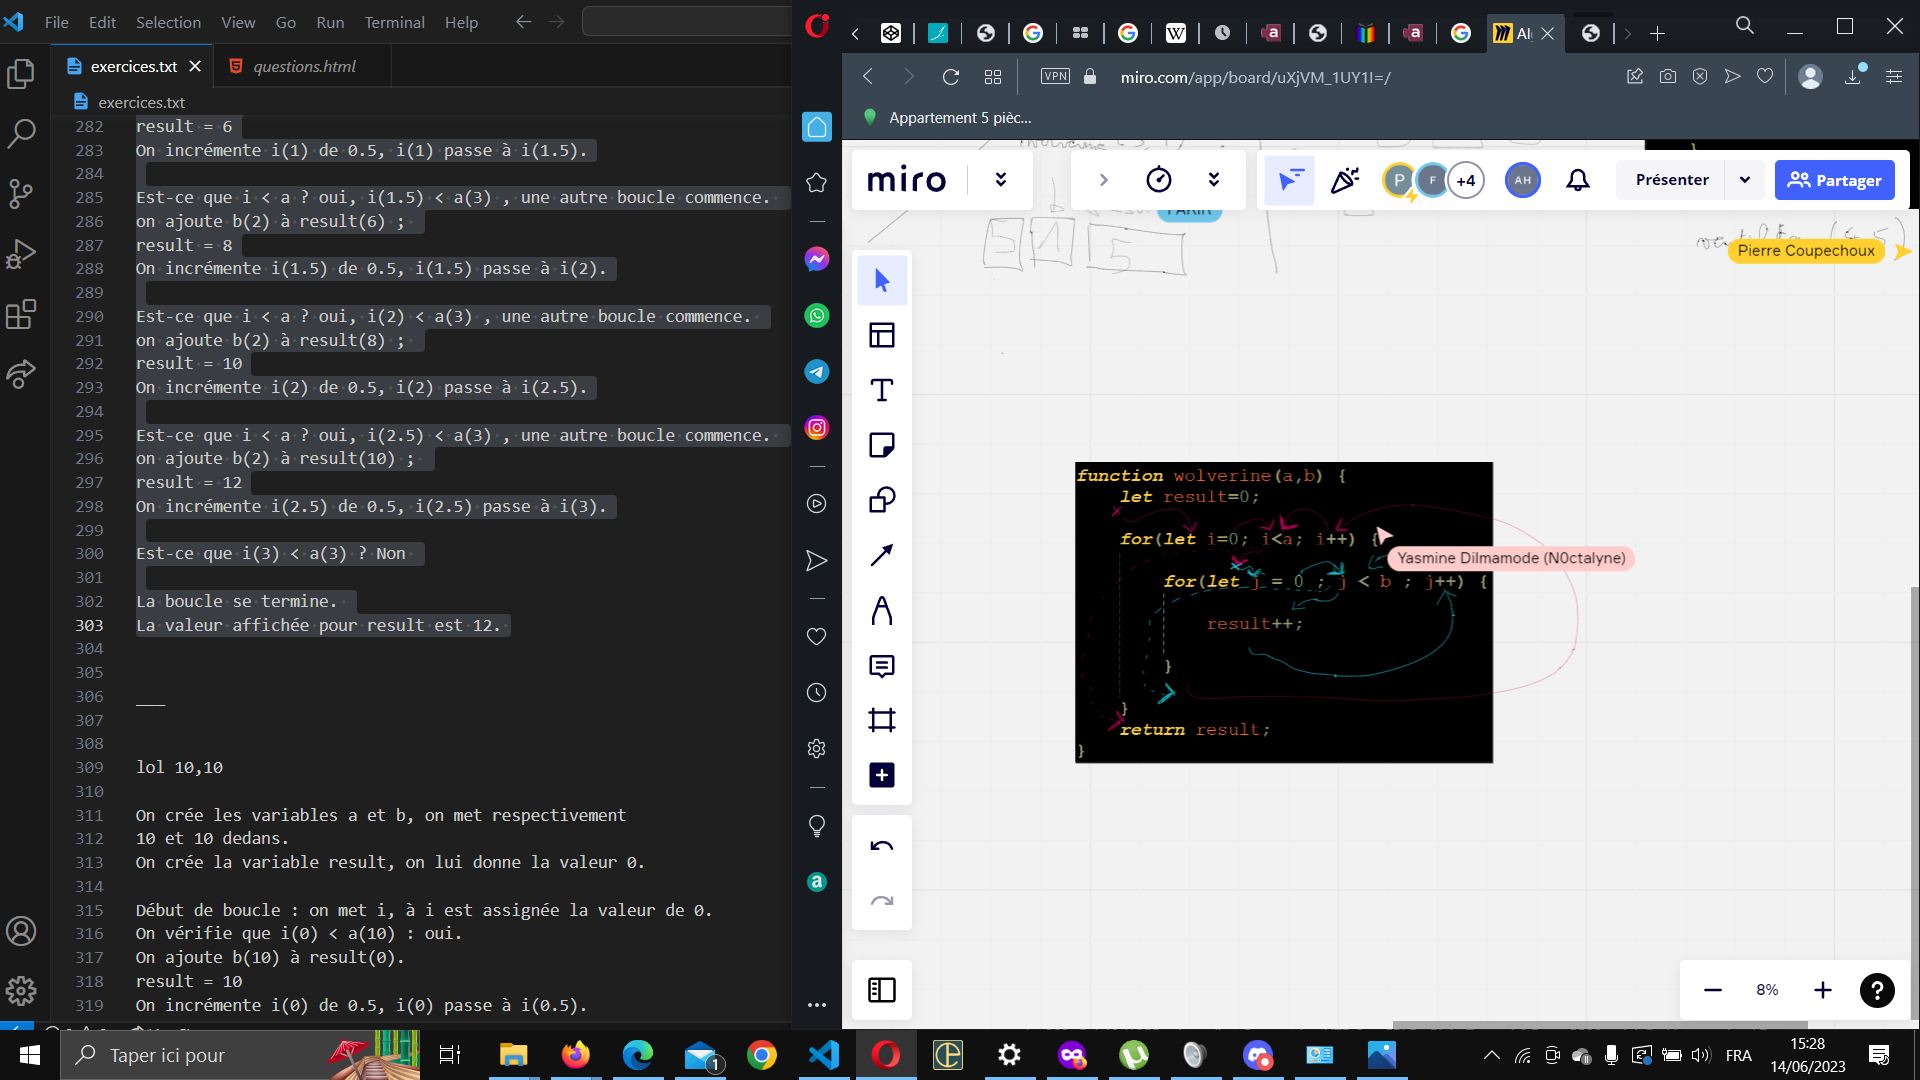 File Edit Selection View Go Run Terminal Help
exercices.txt questions.html
exercices.txt
282 result = 6
283 On incrémente i(1) de 0.5, i(1) passe à i(1.5).
284
285 Est-ce que i < a ? oui, i(1.5) < a(3) , une autre boucle commence.
286 on ajoute b(2) à result(6) ;
287 result = 8
288 On incrémente i(1.5) de 0.5, i(1.5) passe à i(2).
289
290 Est-ce que i < a ? oui, i(2) < a(3) , une autre boucle commence.
291 on ajoute b(2) à result(8) ;
292 result = 10
293 On incrémente i(2) de 0.5, i(2) passe à i(2.5).
294
295 Est-ce que i < a ? oui, i(2.5) < a(3) , une autre boucle commence.
296 on ajoute b(2) à result(10) ;
297 result = 12
298 On incrémente i(2.5) de 0.5, i(2.5) passe à i(3).
299
300 Est-ce que i(3) < a(3) ? Non
301
302 La boucle se termine.
303 La valeur affichée pour result est 12.
304
305
306 ___
307
308
309 lol 10,10
310
311 On crée les variables a et b, on met respectivement
312 10 et 10 dedans.
313 On crée la variable result, on lui donne la valeur 0.
314
315 Début de boucle : on met i, à i est assignée la valeur de 0.
316 On vérifie que i(0) < a(10) : oui.
317 On ajoute b(10) à result(0).
318 result = 10
319 On incrémente i(0) de 0.5, i(0) passe à i(0.5).
Al
VPN miro.com/app/board/uXjVM_1UY1I=/
Appartement 5 pièc...
miro
P F +4 AH
Présenter Partager
Pierre Coupechoux
3 1 5
function wolverine(a,b) {
let result=0;
for(let i=0; i<a; i++) {
Yasmine Dilmamode (N0ctalyne)
for(let j = 0 ; j < b ; j++) {
result++;
}
}
return result;
}
8% ?
Taper ici pour
1
FRA
15:28
14/06/2023